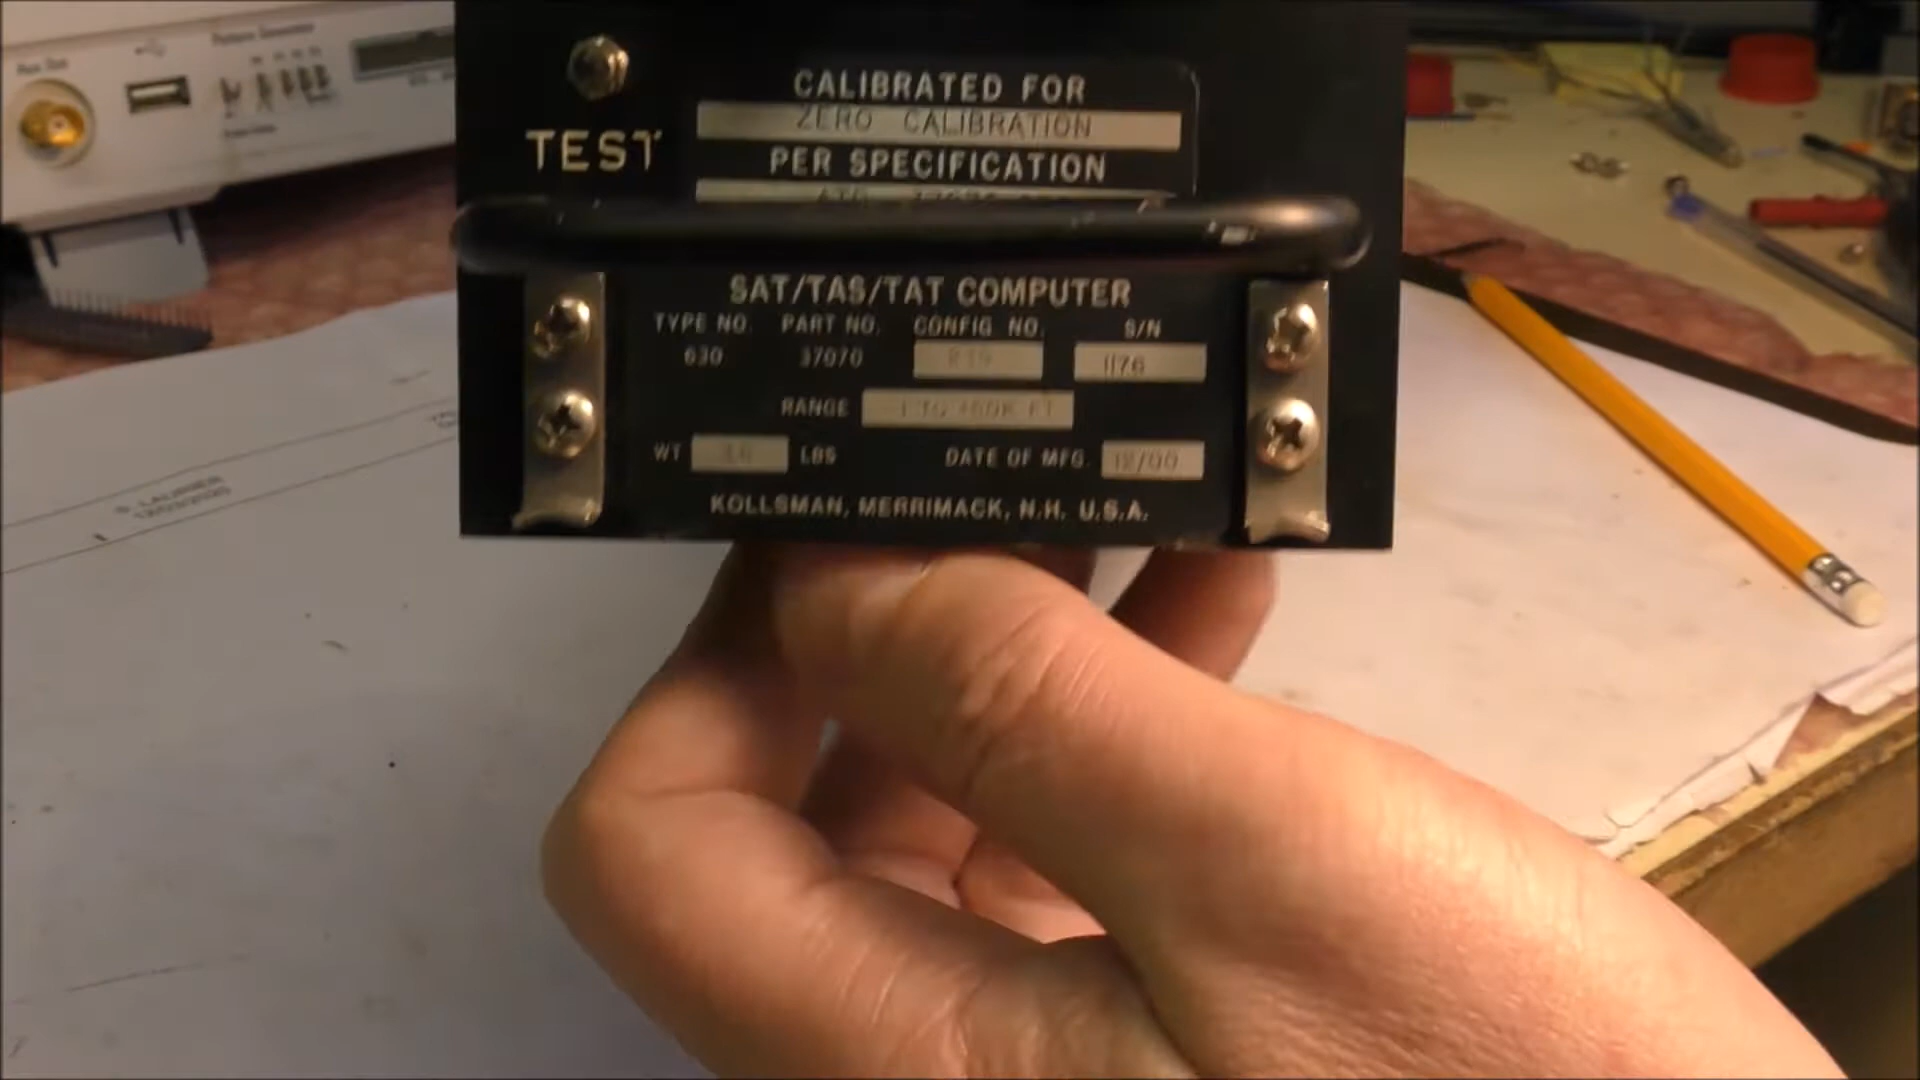 CALIBRATED FOR
ZERO CALIBRATION
TEST
PER SPECIFICATION
SAT/TAS/TAT COMPUTER
TYPE NO. PART NO. CONFIG NO. S/N
630 37070 1176
RANGE
WT LBS DATE OF MFG.
KOLLSMAN, MERRIMACK, N.H. U.S.A.